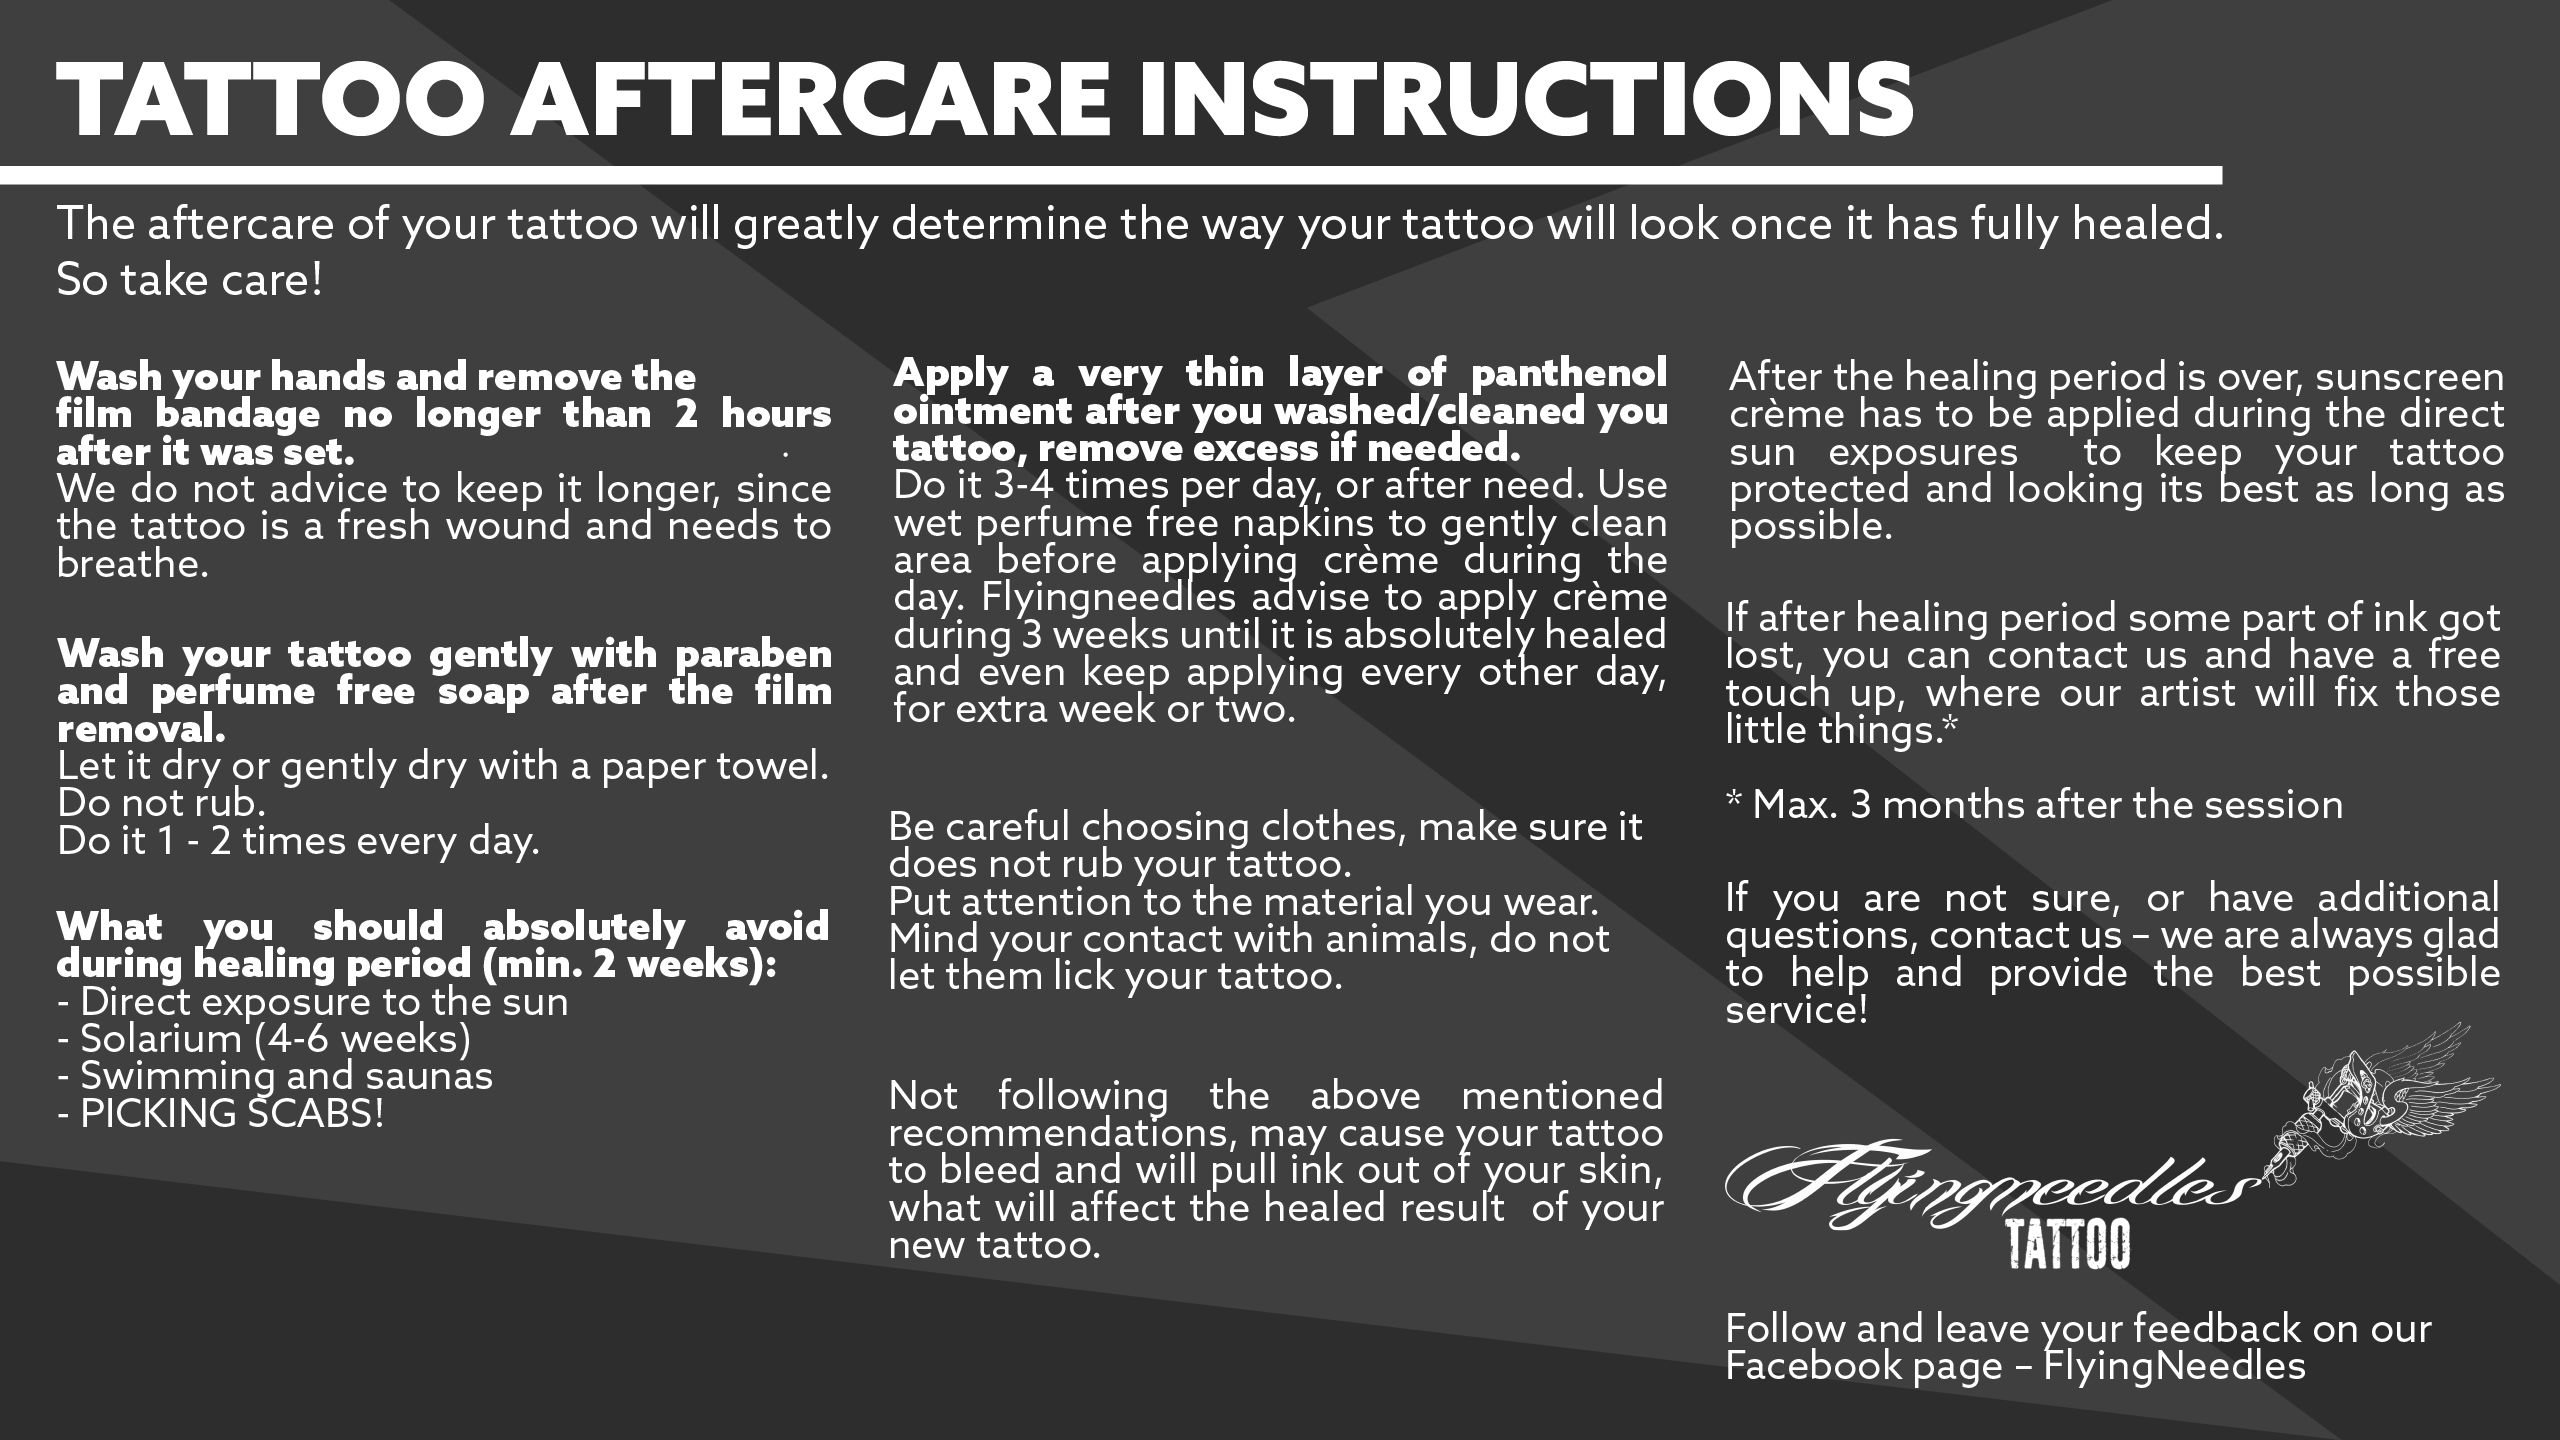 TATTOO AFTERCARE INSTRUCTIONS
The aftercare of your tattoo will greatly determine the way your tattoo will look once it has fully healed.
So take care!
Wash your hands and remove the
film bandage no longer than 2 hours
after it was set.
We do not advice to keep it longer, since
the tattoo is a fresh wound and needs to
breathe.
Wash your tattoo gently with paraben
and perfume free soap after the film
removal.
Let it dry or gently dry with a paper towel.
Do not rub.
Do it 1 - 2 times every day.
What you should absolutely avoid
during healing period (min. 2 weeks):
- Direct exposure to the sun
- Solarium (4-6 weeks)
- Swimming and saunas
- PICKING SCABS!
Apply a very thin layer of panthenol
ointment after you washed/cleaned you
tattoo, remove excess if needed.
Do it 3-4 times per day, or after need. Use
wet perfume free napkins to gently clean
area before applying crème during the
day. Flyingneedles advise to apply crème
during 3 weeks until it is absolutely healed
and even keep applying every other day,
for extra week or two.
Be careful choosing clothes, make sure it
does not rub your tattoo.
Put attention to the material you wear.
Mind your contact with animals, do not
let them lick your tattoo.
Not following the above mentioned
recommendations, may cause your tattoo
to bleed and will pull ink out of your skin,
what will affect the healed result of your
new tattoo.
After the healing period is over, sunscreen
crème has to be applied during the direct
sun exposures to keep your tattoo
protected and looking its best as long as
possible.
If after healing period some part of ink got
lost, you can contact us and have a free
touch up, where our artist will fix those
little things.*
* Max. 3 months after the session
If you are not sure, or have additional
questions, contact us – we are always glad
to help and provide the best possible
service!
Flyingneedles
TATTOO
Follow and leave your feedback on our
Facebook page – FlyingNeedles